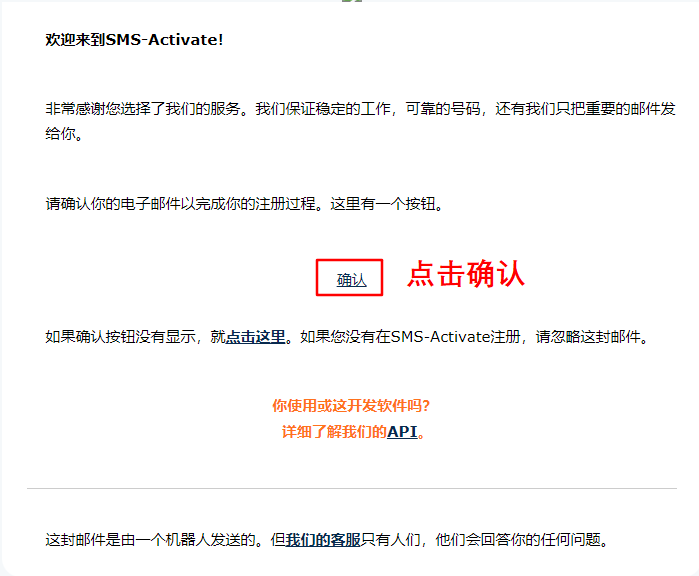 欢迎来到SMS-Activate!
非常感谢您选择了我们的服务。我们保证稳定的工作，可靠的号码，还有我们只把重要的邮件发
给你。
请确认你的电子邮件以完成你的注册过程。这里有一个按钮。
确认 点击确认
如果确认按钮没有显示，就点击这里。如果您没有在SMS-Activate注册，请忽略这封邮件。
你使用或这开发软件吗?
详细了解我们的API。
这封邮件是由一个机器人发送的。但我们的客服只有人们，他们会回答你的任何问题。